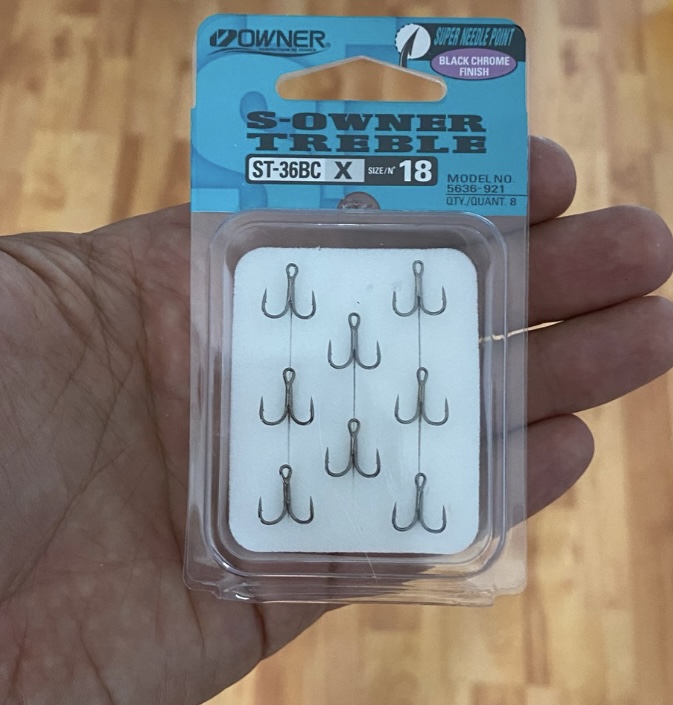 OWNER®
SUPER NEEDLE POINT
BLACK CHROME
FINISH
S-OWNER
TREBLE
ST-36BC X SIZE/N° 18
MODEL NO.
5636-921
QTY./QUANT. 8